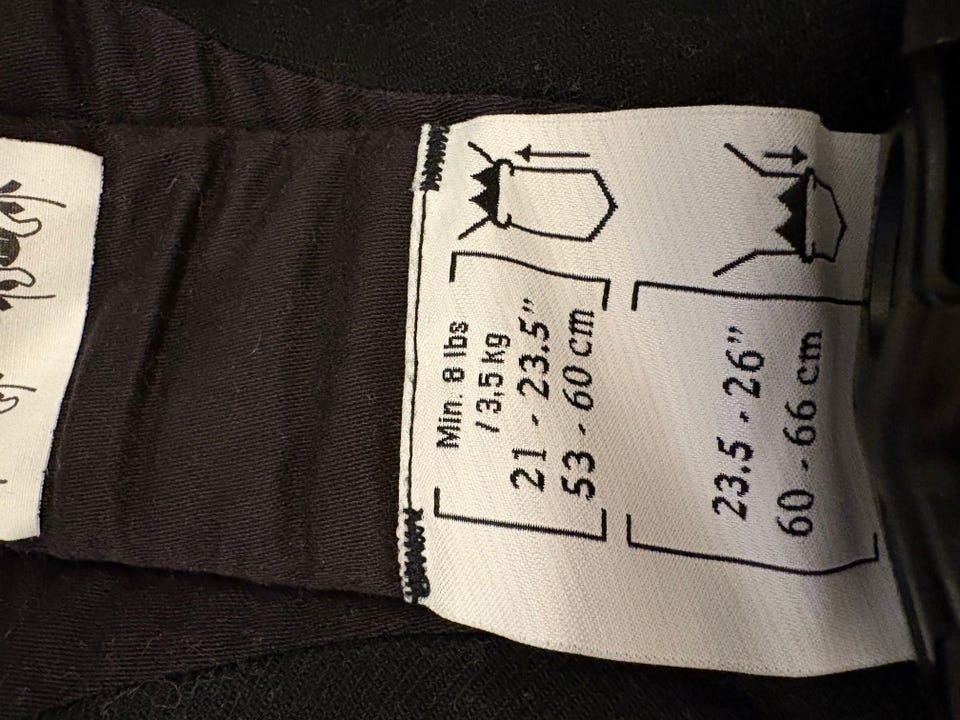 Min. 8 lbs
/ 3,5 kg
21 - 23.5"
53 - 60 cm
23.5 - 26"
60 - 66 cm